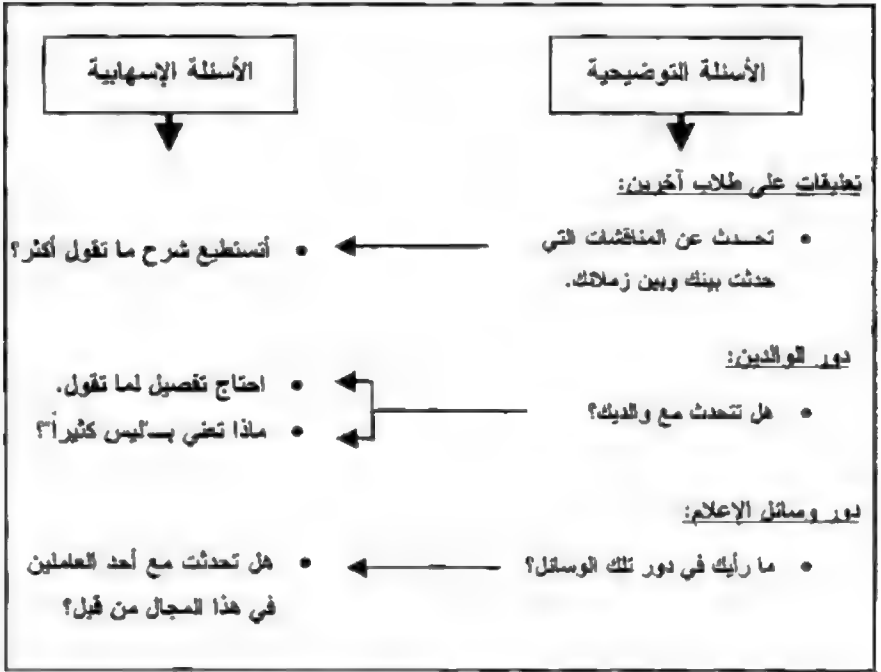 الأسئلة التوضيحية
الأسئلة الإسهابية
تعليقات على طلاب آخرين:
• تحدث عن المناقشات التي
حدثت بينك وبين زملائك.
• أتستطيع شرح ما تقول أكثر؟
دور الوالدين:
• هل تتحدث مع والديك؟
• احتاج تفصيل لما تقول.
• ماذا تعني بـ"ليس كثيراً"؟
دور وسائل الإعلام:
• ما رأيك في دور تلك الوسائل؟
• هل تحدثت مع أحد العاملين
في هذا المجال من قبل؟